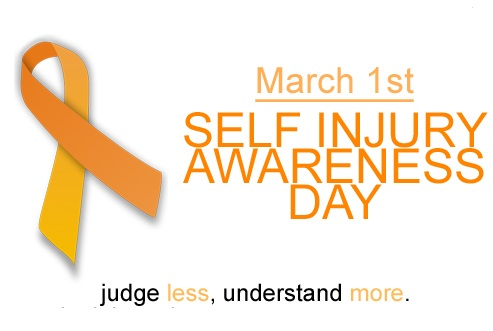 March 1st
SELF INJURY
AWARENESS
DAY
judge less, understand more.